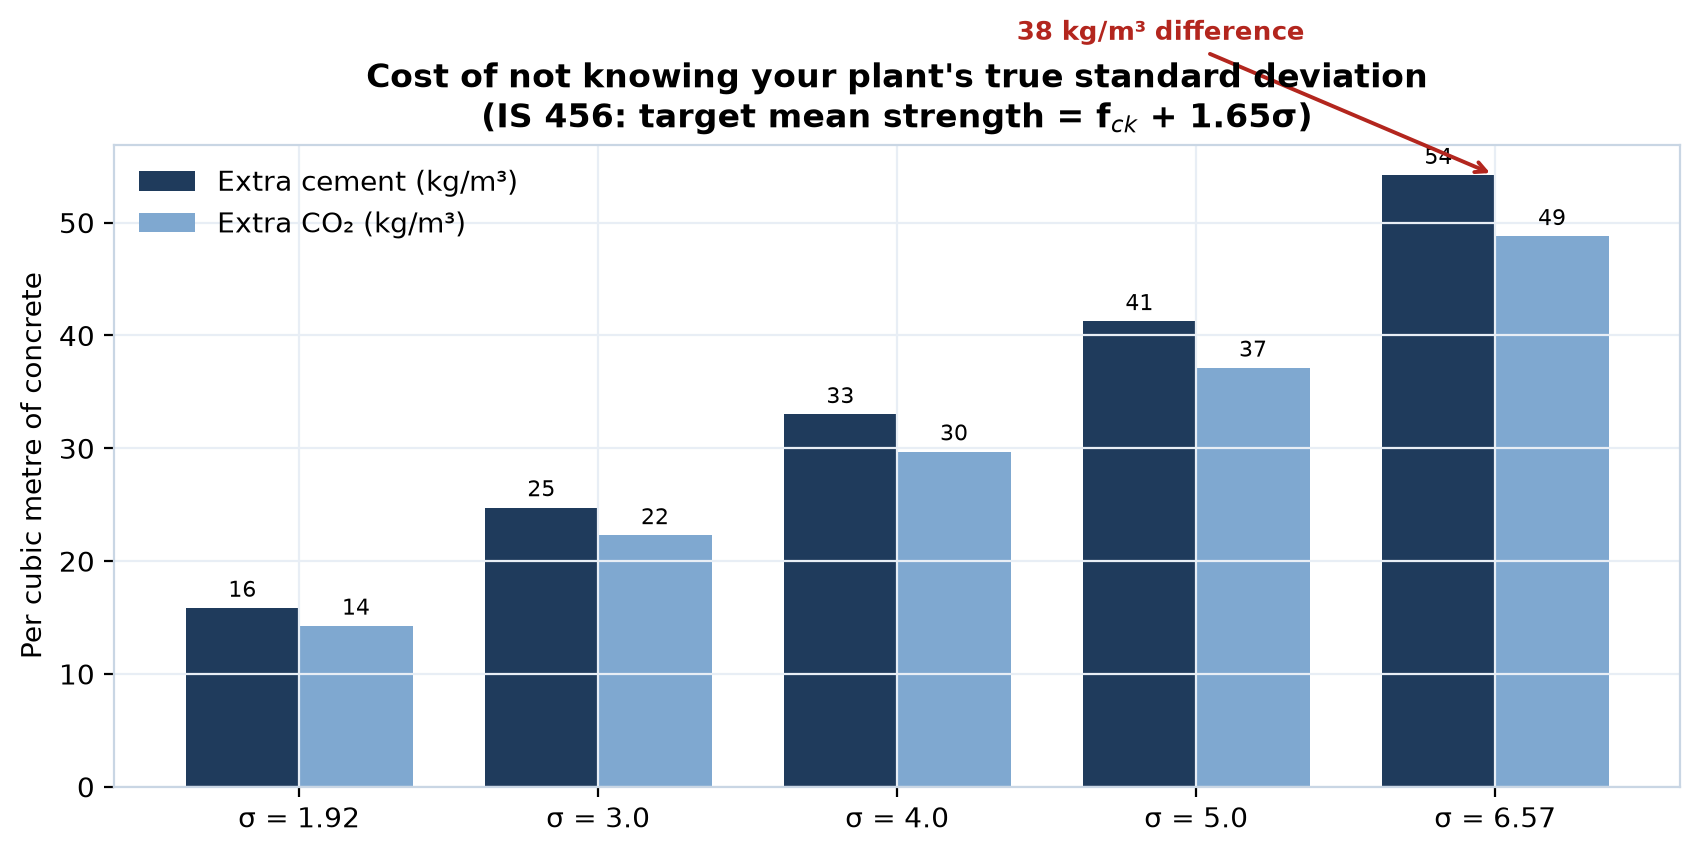 38 kg/m³ difference
Cost of not knowing your plant's true standard deviation
(IS 456: target mean strength = fck + 1.65σ)
Extra cement (kg/m³)
Extra CO₂ (kg/m³)
Per cubic metre of concrete
50
40
30
20
10
0
16
14
25
22
33
30
41
37
54
49
σ = 1.92
σ = 3.0
σ = 4.0
σ = 5.0
σ = 6.57